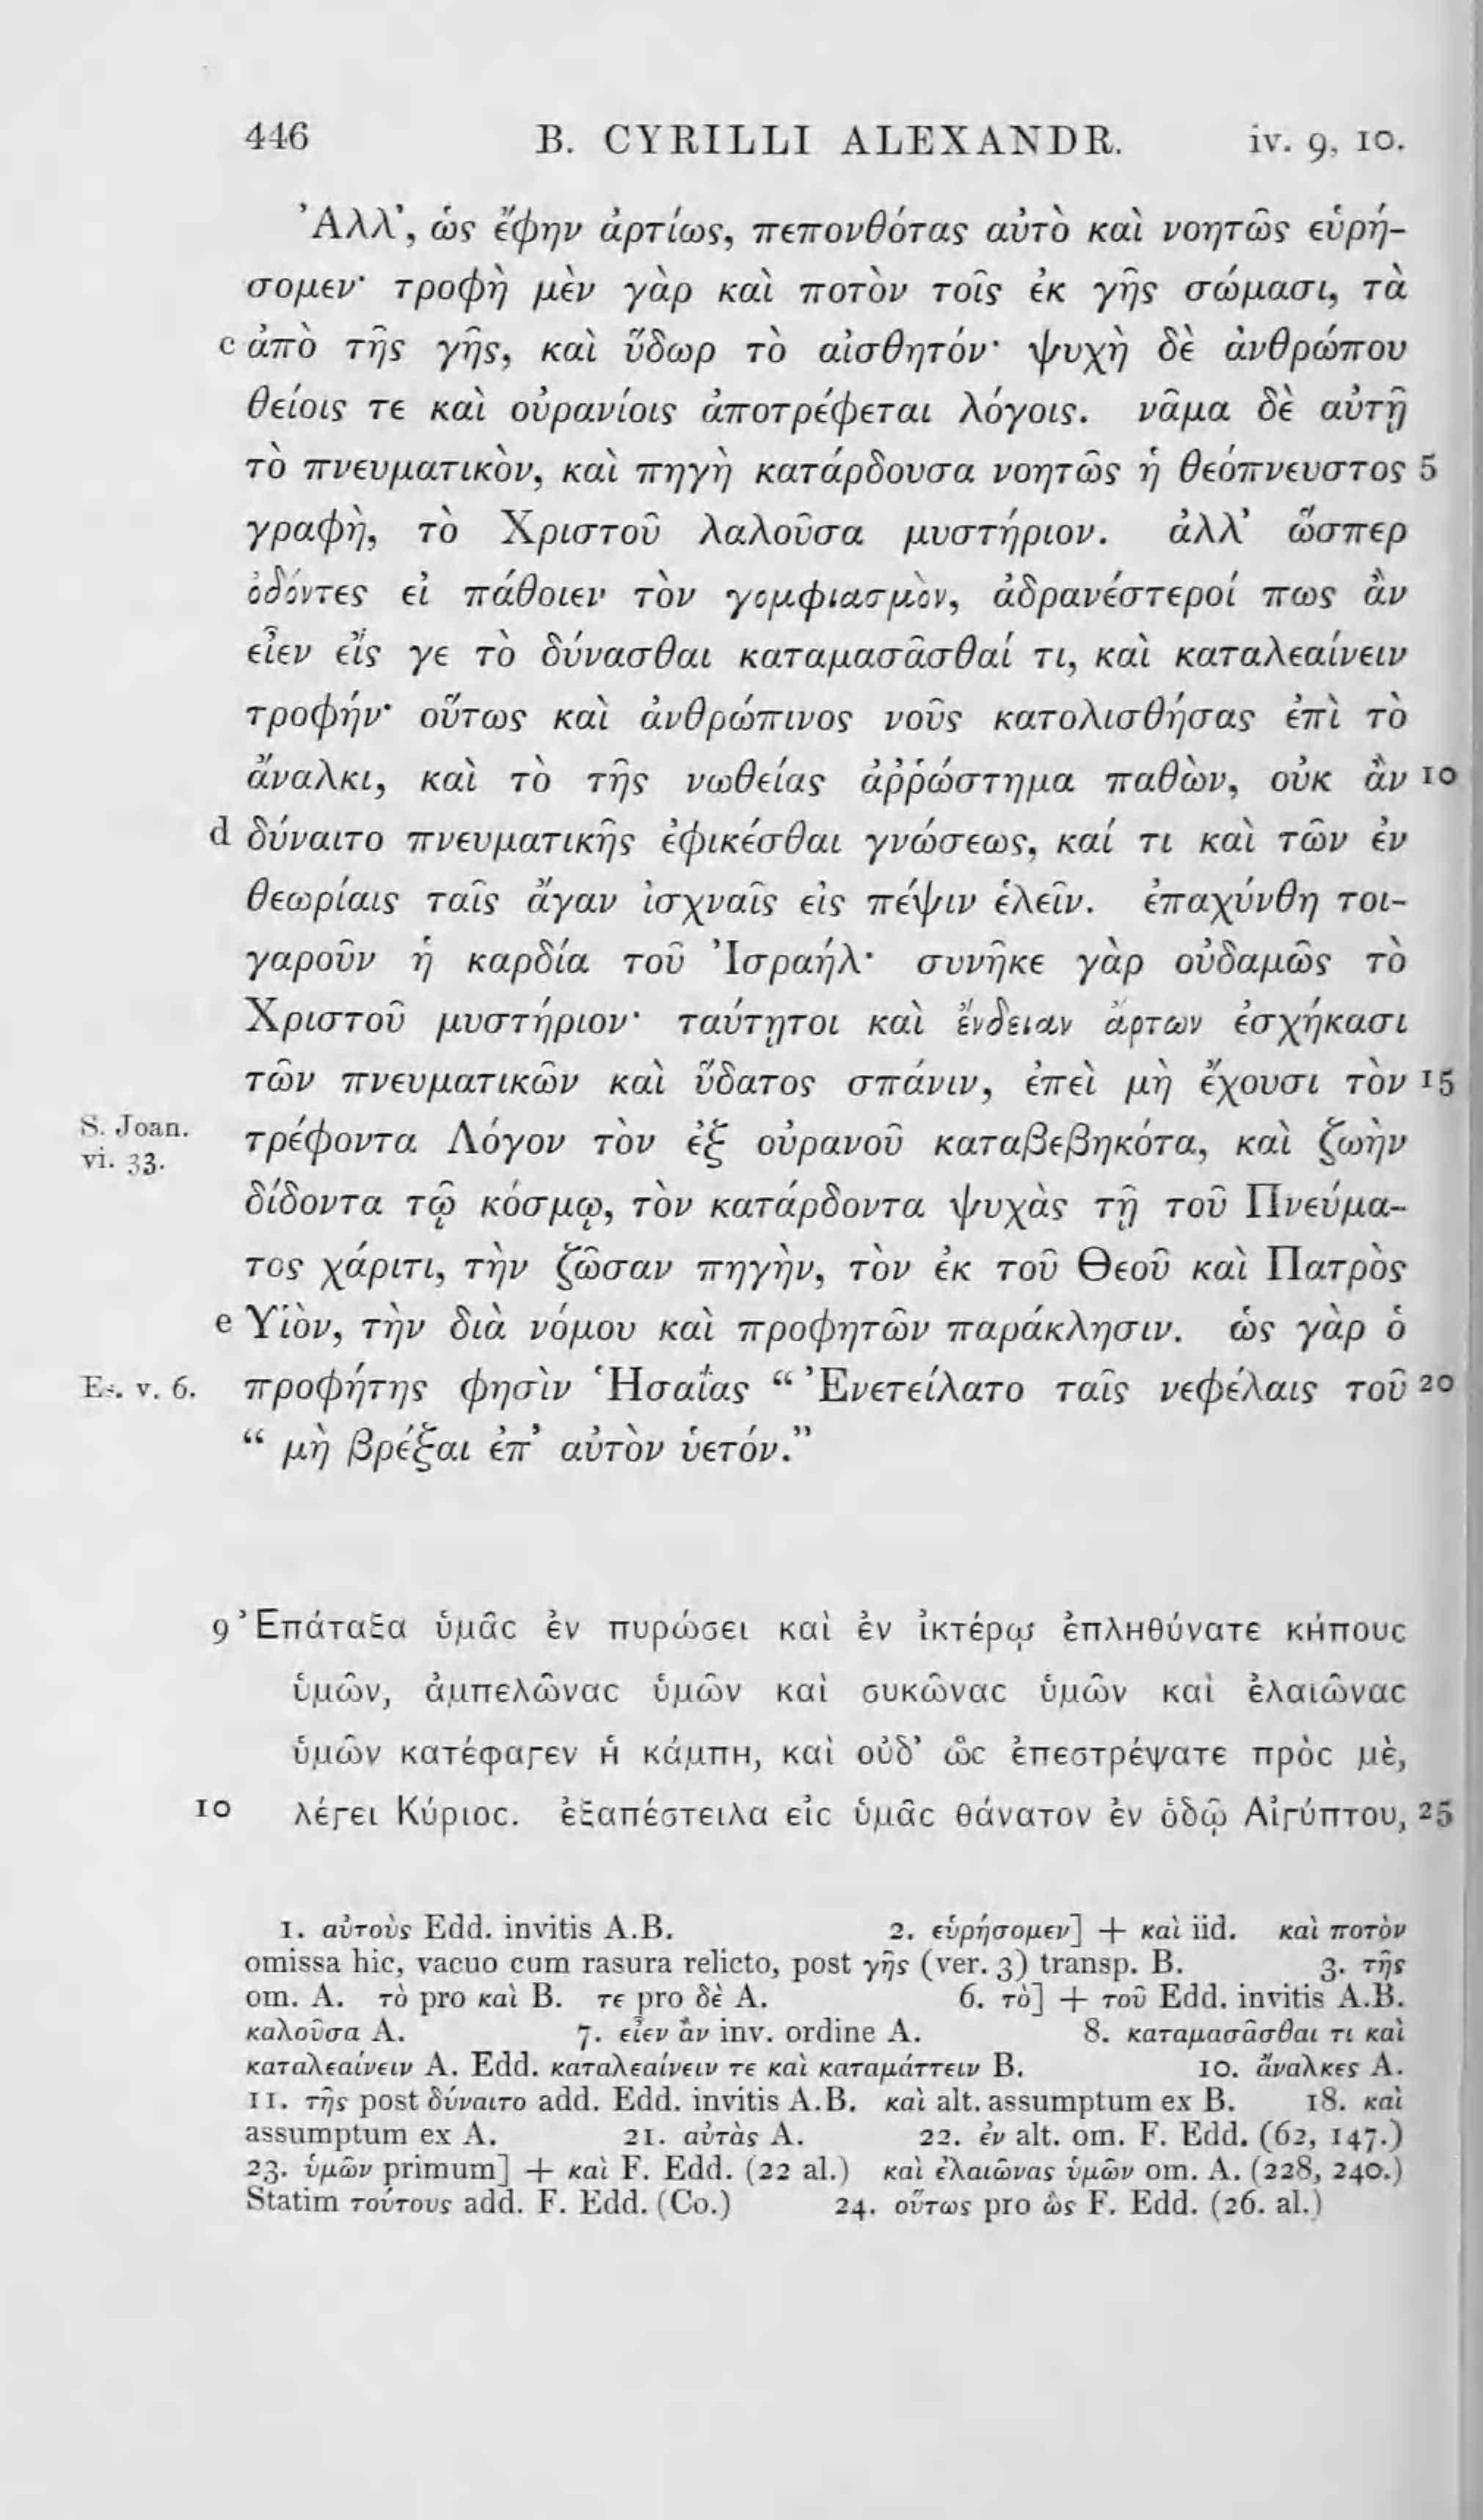 446 B. CYRILLI ALEXANDR. iv. 9, 10.
Ἀλλ’, ὡς ἔφην ἀρτίως, πεπονθότας αὐτὸ καὶ νοητῶς εὑρή-
σομεν· τροφὴ μὲν γὰρ καὶ ποτὸν τοῖς ἐκ γῆς σώμασι, τὰ
c ἀπὸ τῆς γῆς, καὶ ὕδωρ τὸ αἰσθητόν· ψυχὴ δὲ ἀνθρώπου
θείοις τε καὶ οὐρανίοις ἀποτρέφεται λόγοις. νᾶμα δὲ αὐτῇ
τὸ πνευματικὸν, καὶ πηγὴ κατάρδουσα νοητῶς ἡ θεόπνευστος 5
γραφὴ, τὸ Χριστοῦ λαλοῦσα μυστήριον. ἀλλ’ ὥσπερ
ὀδόντες εἰ πάθοιεν τὸν γομφιασμὸν, ἀδρανέστεροί πως ἂν
εἶεν εἴς γε τὸ δύνασθαι καταμασᾶσθαί τι, καὶ καταλεαίνειν
τροφήν· οὕτως καὶ ἀνθρώπινος νοῦς κατολισθήσας ἐπὶ τὸ
ἄναλκι, καὶ τὸ τῆς νωθείας ἀῤῥώστημα παθὼν, οὐκ ἂν 10
d δύναιτο πνευματικῆς ἐφικέσθαι γνώσεως, καί τι καὶ τῶν ἐν
θεωρίαις ταῖς ἄγαν ἰσχναῖς εἰς πέψιν ἑλεῖν. ἐπαχύνθη τοι-
γαροῦν ἡ καρδία τοῦ Ἰσραήλ· συνῆκε γὰρ οὐδαμῶς τὸ
Χριστοῦ μυστήριον· ταύτῃτοι καὶ ἔνδειαν ἄρτων ἐσχήκασι
τῶν πνευματικῶν καὶ ὕδατος σπάνιν, ἐπεὶ μὴ ἔχουσι τὸν 15
S. Joan. vi. 33. τρέφοντα Λόγον τὸν ἐξ οὐρανοῦ καταβεβηκότα, καὶ ζωὴν
δίδοντα τῷ κόσμῳ, τὸν κατάρδοντα ψυχὰς τῇ τοῦ Πνεύμα-
τος χάριτι, τὴν ζῶσαν πηγὴν, τὸν ἐκ τοῦ Θεοῦ καὶ Πατρὸς
e Υἱὸν, τὴν διὰ νόμου καὶ προφητῶν παράκλησιν. ὡς γὰρ ὁ
Es. v. 6. προφήτης φησὶν Ἡσαΐας “ Ἐνετείλατο ταῖς νεφέλαις τοῦ 20
“ μὴ βρέξαι ἐπ’ αὐτὸν ὑετόν.”
9 Ἐπάταξα ὑμᾶς ἐν πυρώσει καὶ ἐν ἰκτέρῳ ἐπληθύνατε κήπους
ὑμῶν, ἀμπελῶνας ὑμῶν καὶ συκῶνας ὑμῶν καὶ ἐλαιῶνας
ὑμῶν κατέφαγεν ἡ κάμπη, καὶ οὐδ’ ὧς ἐπεστρέψατε πρὸς μὲ,
10 λέγει Κύριος. ἐξαπέστειλα εἰς ὑμᾶς θάνατον ἐν ὁδῷ Αἰγύπτου, 25
1. αὐτοὺς Edd. invitis A.B. 2. εὑρήσομεν] + καὶ iid. καὶ ποτὸν
omissa hic, vacuo cum rasura relicto, post γῆς (ver. 3) transp. B. 3. τῆς
om. A. τὸ pro καὶ B. τε pro δὲ A. 6. τὸ] + τοῦ Edd. invitis A.B.
καλοῦσα A. 7. εἶεν ἂν inv. ordine A. 8. καταμασᾶσθαι τι καὶ
καταλεαίνειν A. Edd. καταλεαίνειν τε καὶ καταμάττειν B. 10. ἄναλκες A.
11. τῆς post δύναιτο add. Edd. invitis A.B. καὶ alt. assumptum ex B. 18. καὶ
assumptum ex A. 21. αὐτὰς A. 22. ἐν alt. om. F. Edd. (62, 147.)
23. ὑμῶν primum] + καὶ F. Edd. (22 al.) καὶ ἐλαιῶνας ὑμῶν om. A. (228, 240.)
Statim τούτους add. F. Edd. (Co.) 24. οὕτως pro ὣς F. Edd. (26. al.)